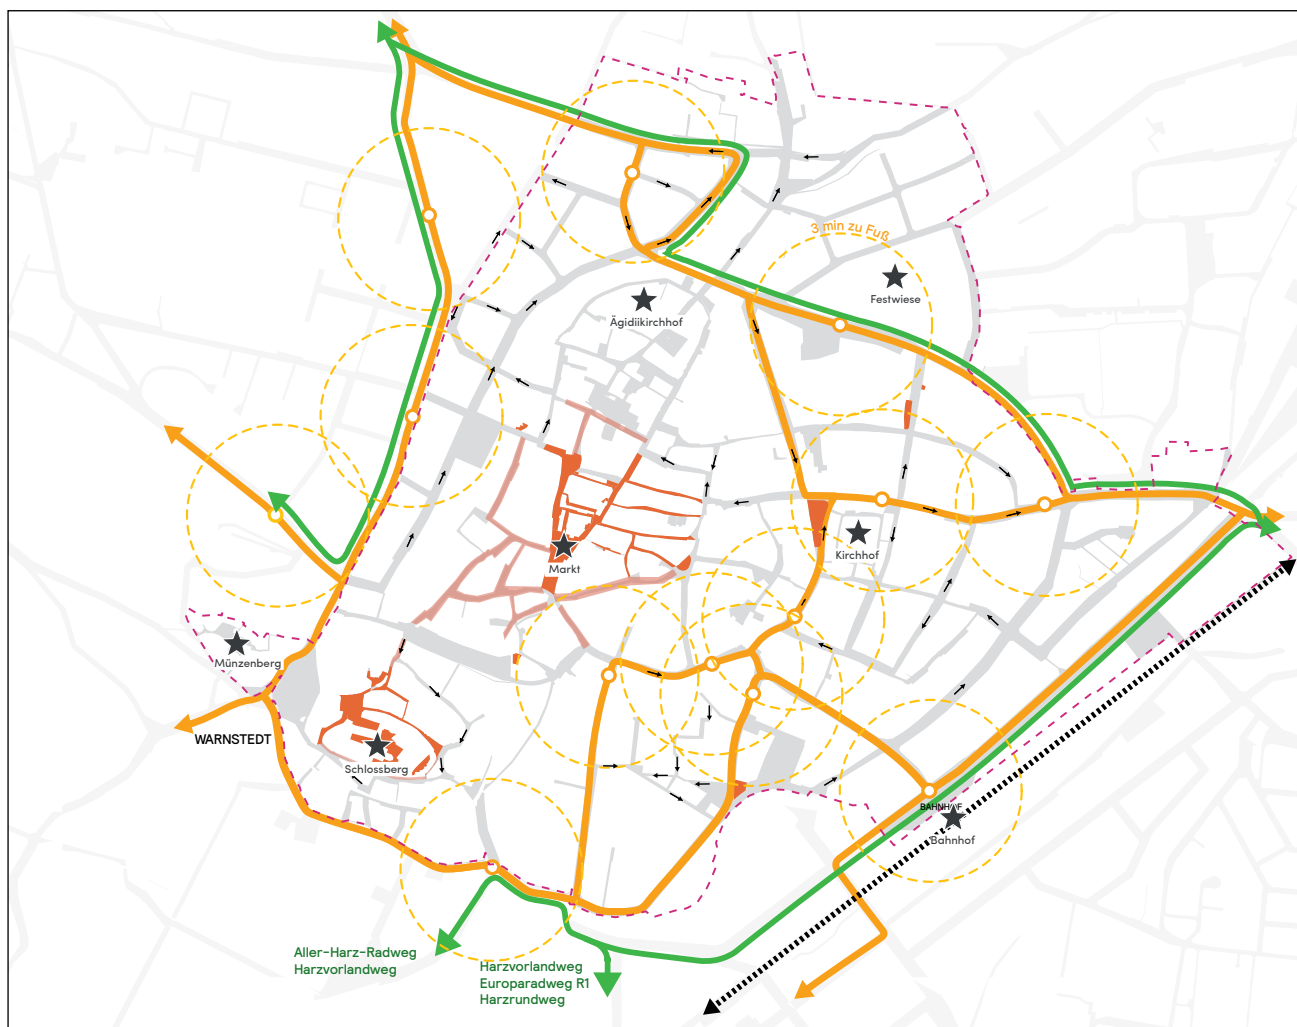 3 min zu Fuß
Festwiese
Ägidiikirchhof
Markt
Kirchhof
Münzenberg
WARNSTEDT
Schlossberg
BAHNHOF
Bahnhof
Aller-Harz-Radweg
Harzvorlandweg
Harzvorlandweg
Europaradweg R1
Harzrundweg